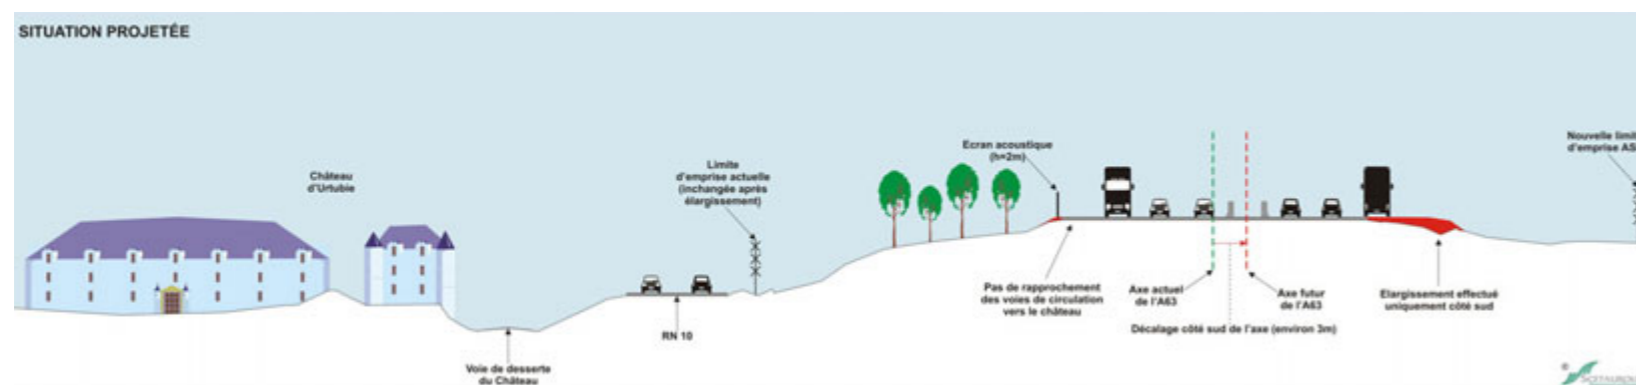 SITUATION PROJETÉE
Château
d'Urtubie
Voie de desserte
du Château
RN 10
Limite
d'emprise actuelle
(inchangée après
élargissement)
Ecran acoustique
(h=2m)
Pas de rapprochement
des voies de circulation
vers le château
Axe actuel
de l'A63
Axe futur
de l'A63
Décalage côté sud de l'axe (environ 3m)
Elargissement effectué
uniquement côté sud
Nouvelle limit
d'emprise AS